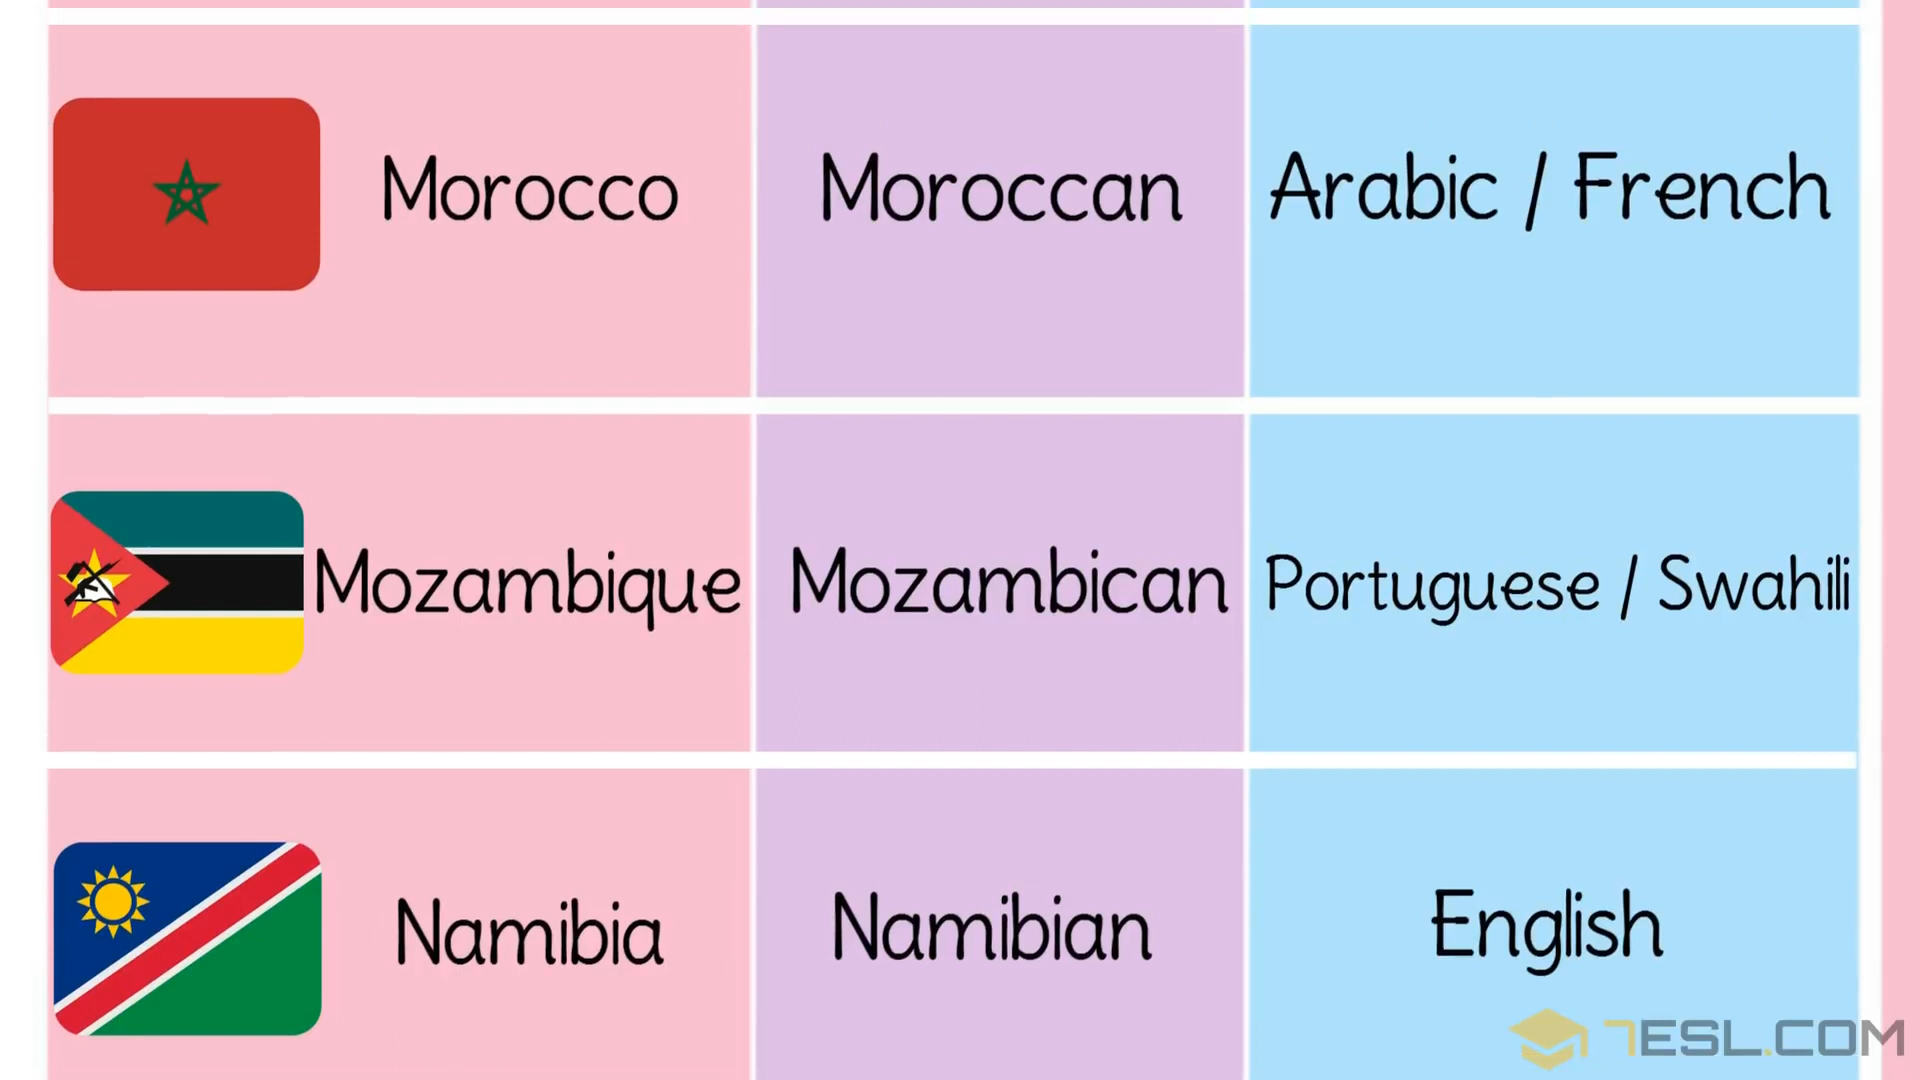 Morocco Moroccan Arabic / French
Mozambique Mozambican Portuguese / Swahili
Namibia Namibian English
7ESL.COM